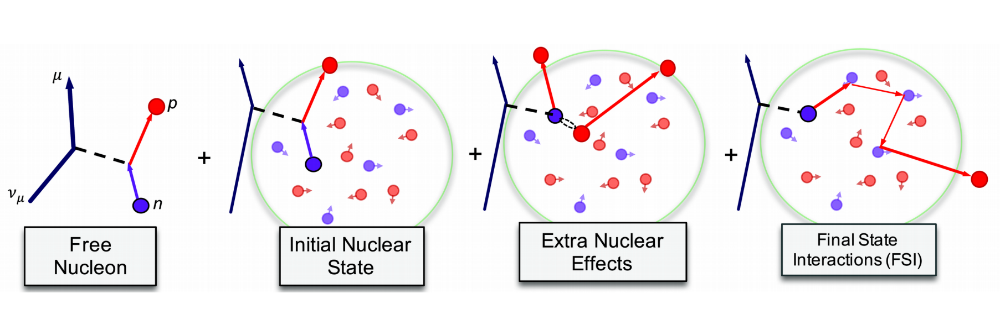 μ
p
ν_μ
n
+
+
+
Free
Nucleon
Initial Nuclear
State
Extra Nuclear
Effects
Final State
Interactions (FSI)